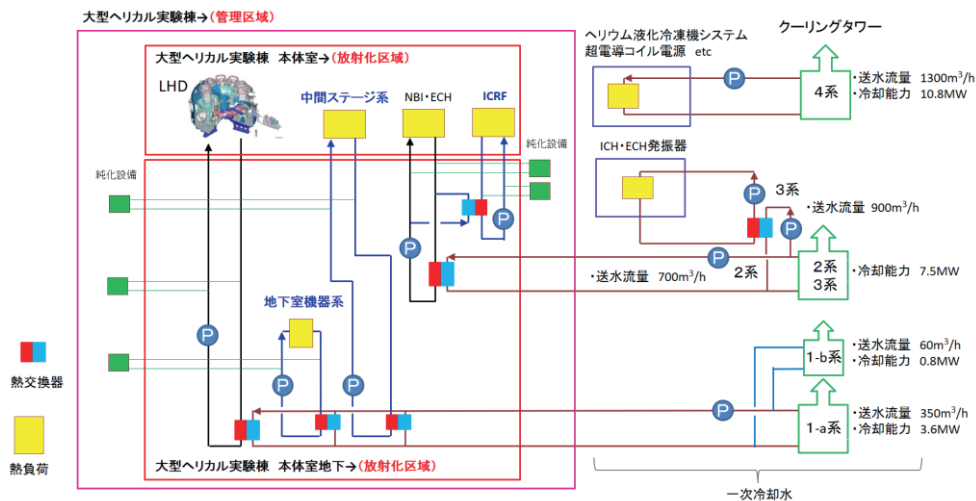 大型ヘリカル実験棟→(管理区域)
大型ヘリカル実験棟 本体室→(放射化区域)
LHD
中間ステージ系
NBI・ECH
ICRF
純化設備
純化設備
地下室機器系
P
P
P
P
P
大型ヘリカル実験棟 本体室地下→(放射化区域)
熱交換器
熱負荷
ヘリウム液化冷凍機システム
超電導コイル電源 etc
クーリングタワー
P
4系
・送水流量 1300m³/h
・冷却能力 10.8MW
ICH・ECH発振器
P
3系
P
・送水流量 900m³/h
P
2系
・送水流量 700m³/h
2系
3系
・冷却能力 7.5MW
1-b系
・送水流量 60m³/h
・冷却能力 0.8MW
P
1-a系
・送水流量 350m³/h
・冷却能力 3.6MW
一次冷却水